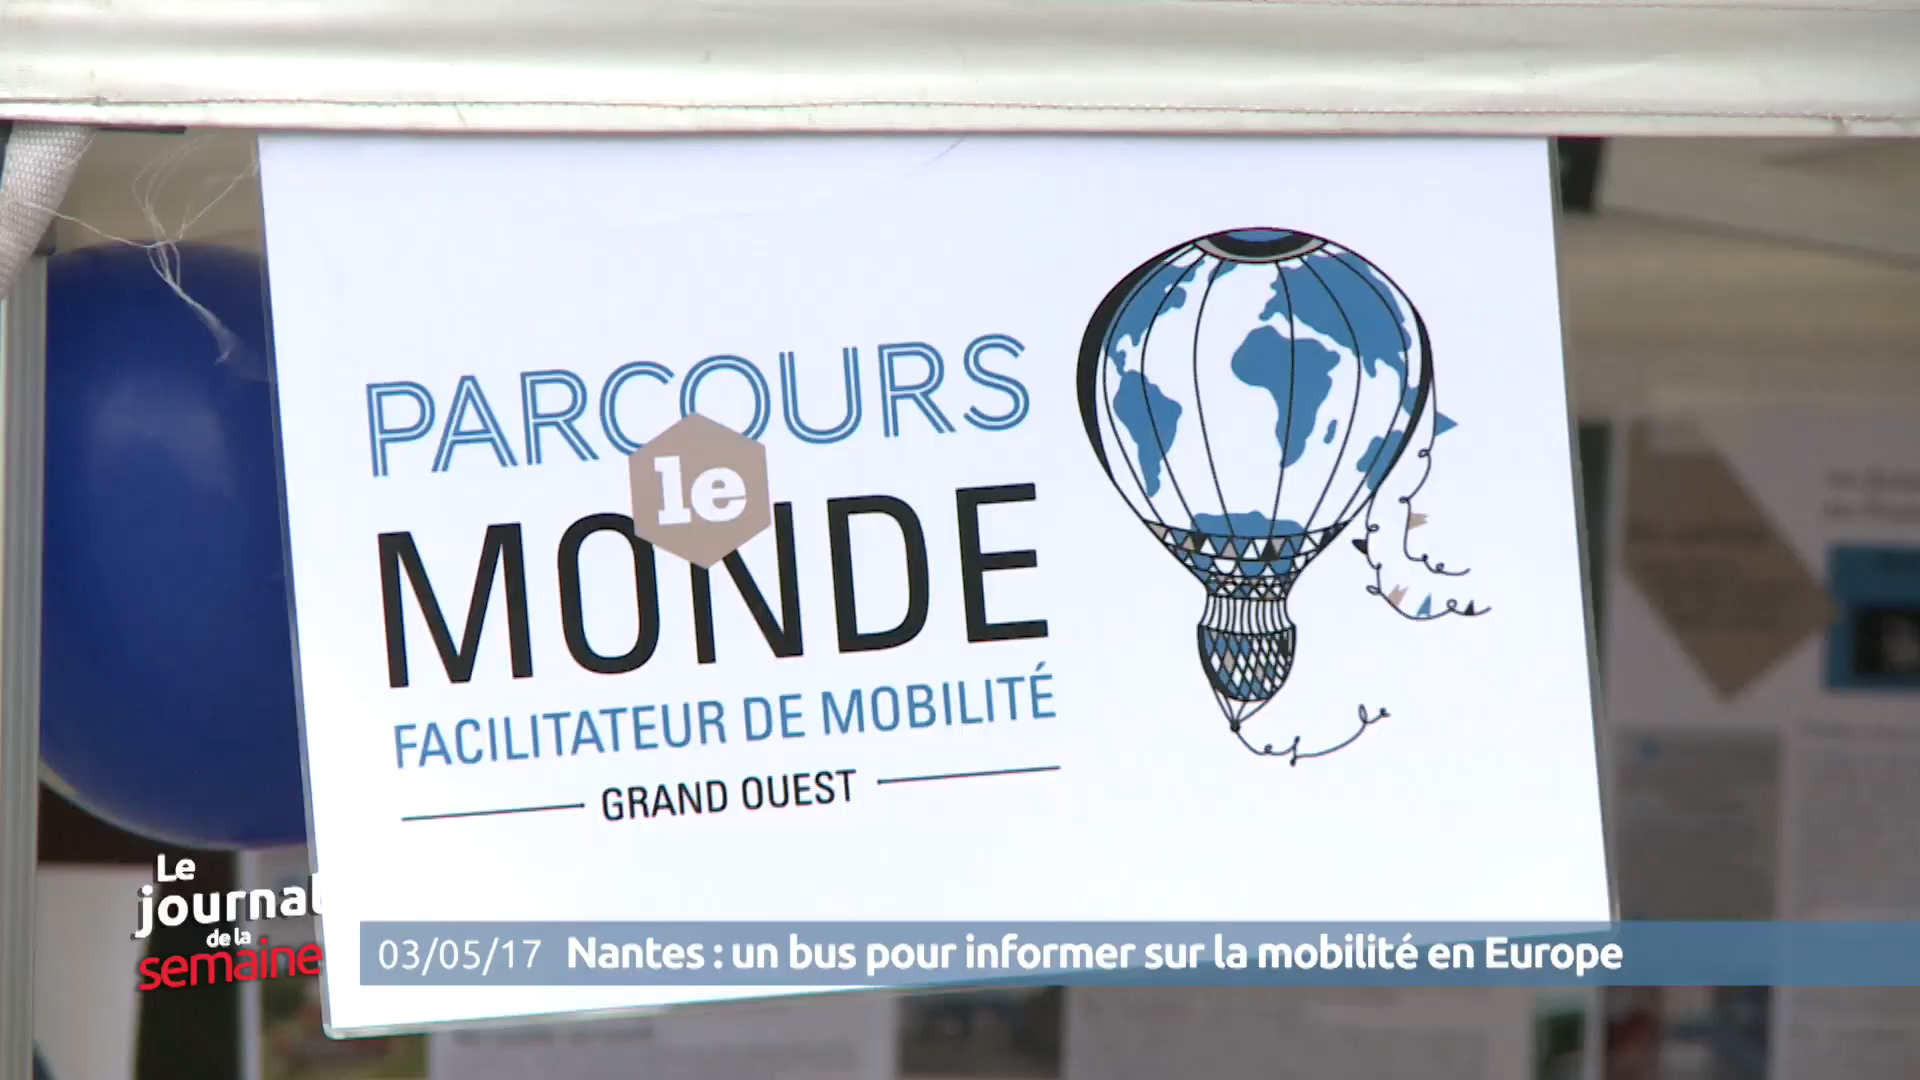 PARCOURS
le
MONDE
FACILITATEUR DE MOBILITÉ
GRAND OUEST
Le
journal
de la
semaine
03/05/17 Nantes : un bus pour informer sur la mobilité en Europe